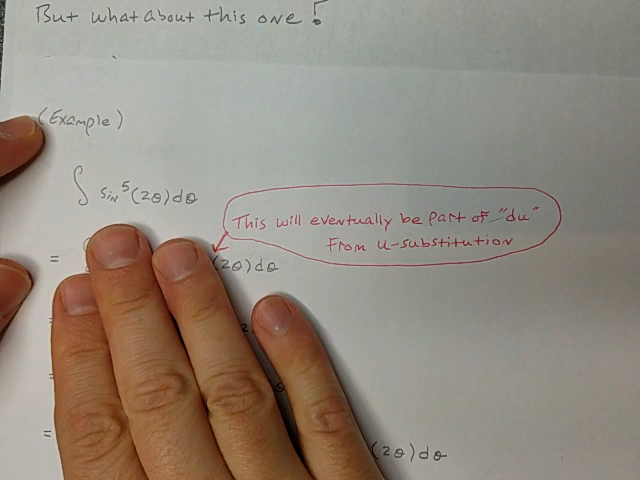 But what about this one!
(Example)
∫ sin⁵(2θ)dθ
This will eventually be part of "du"
From u-substitution
= (2θ)dθ
=
2
=
= (2θ)dθ